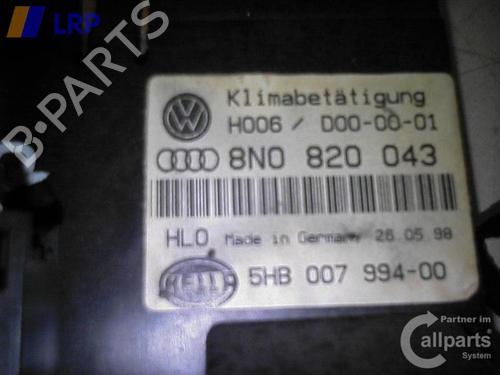 LRP
B-PARTS
Klimabetätigung
H006 / D00-00-01
8N0 820 043
HL0 Made in Germany 26.05.98
HELLA 5HB 007 994-00
Partner im
Callparts
System